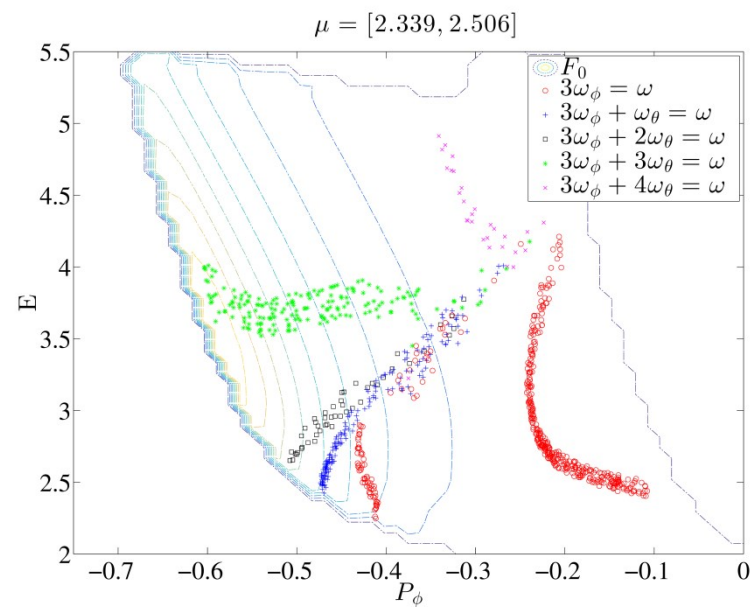 μ = [2.339, 2.506]
5.5
5
4.5
4
3.5
3
2.5
2
E
F₀
3ω_ϕ = ω
3ω_ϕ + ω_θ = ω
3ω_ϕ + 2ω_θ = ω
3ω_ϕ + 3ω_θ = ω
3ω_ϕ + 4ω_θ = ω
−0.7 −0.6 −0.5 −0.4 −0.3 −0.2 −0.1 0
P_ϕ